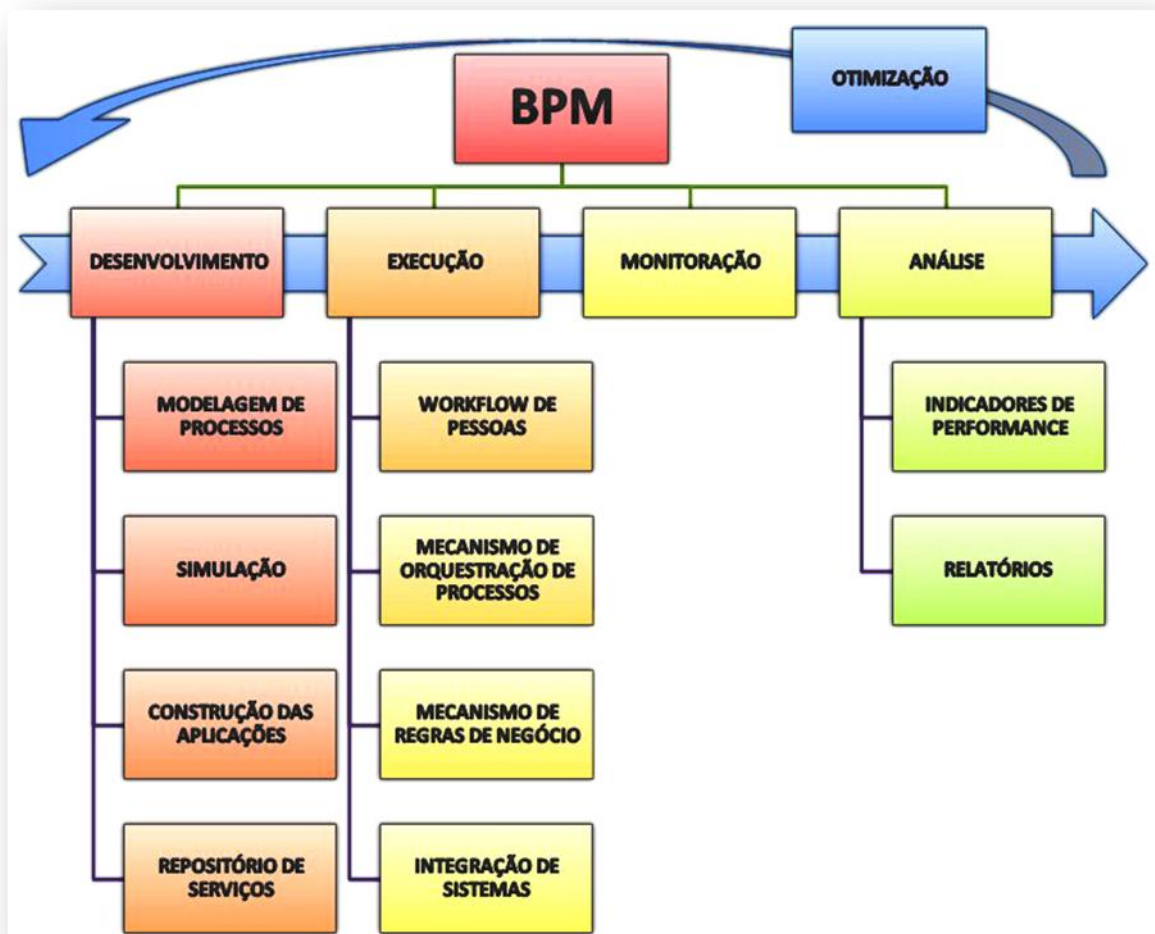 OTIMIZAÇÃO
BPM
DESENVOLVIMENTO
EXECUÇÃO
MONITORAÇÃO
ANÁLISE
MODELAGEM DE
PROCESSOS
SIMULAÇÃO
CONSTRUÇÃO DAS
APLICAÇÕES
REPOSITÓRIO DE
SERVIÇOS
WORKFLOW DE
PESSOAS
MECANISMO DE
ORQUESTRAÇÃO DE
PROCESSOS
MECANISMO DE
REGRAS DE NEGÓCIO
INTEGRAÇÃO DE
SISTEMAS
INDICADORES DE
PERFORMANCE
RELATÓRIOS